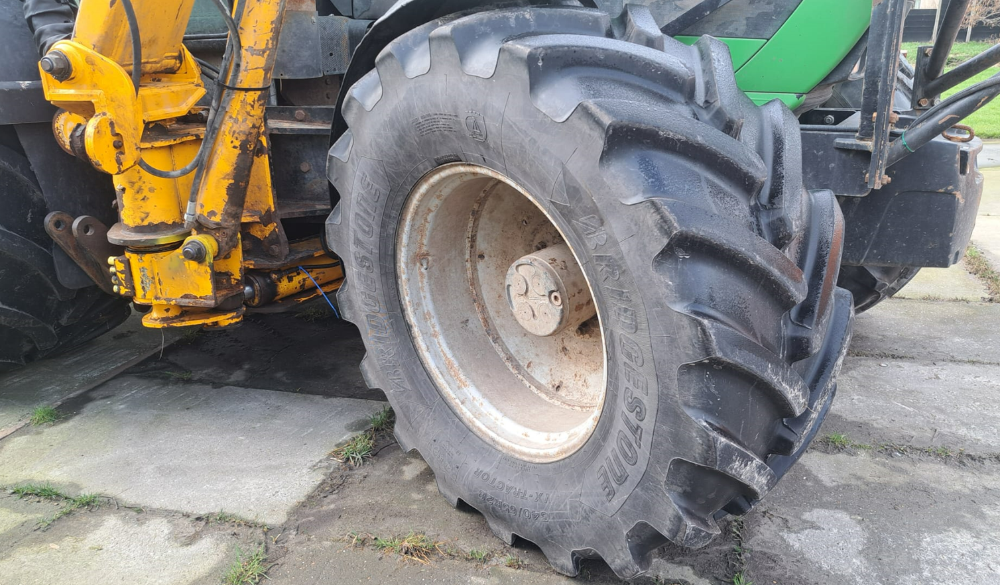 BRIDGESTONE
BRIDGESTONE
VX-TRACTOR
540/65R28